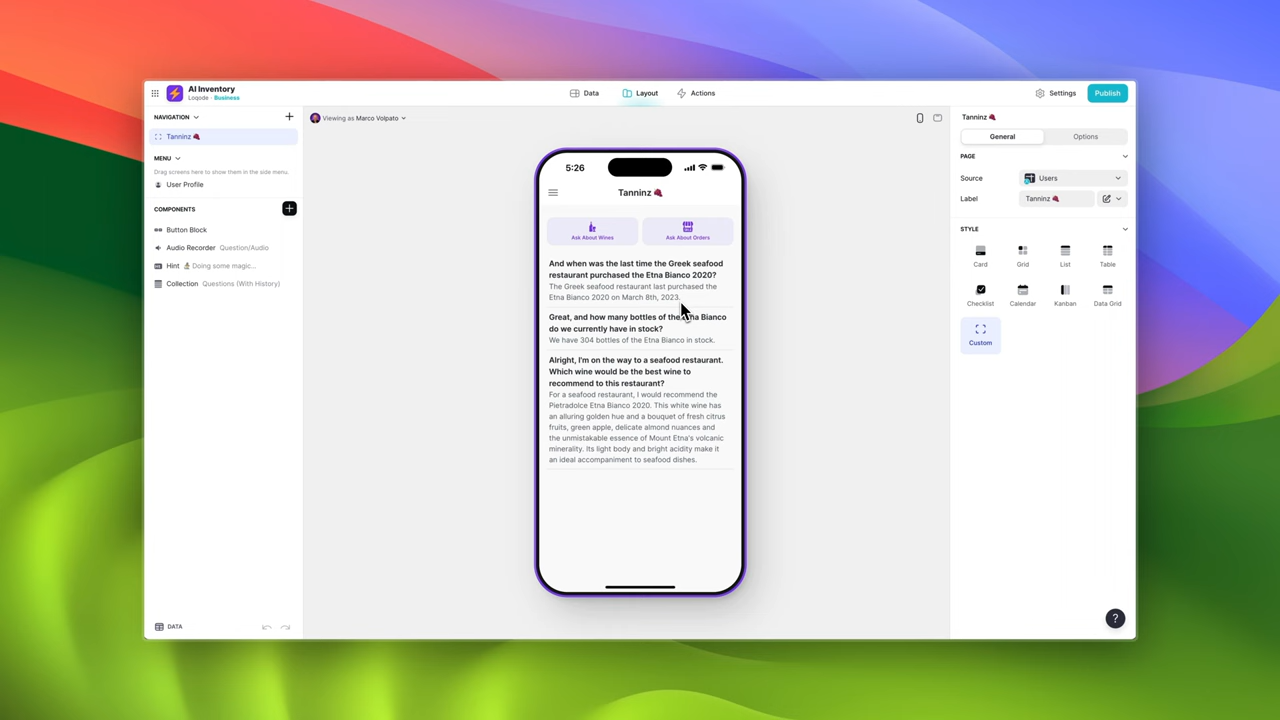 AI Inventory
Loqode · Business
Data
Layout
Actions
Settings
Publish
NAVIGATION
Tanninz
MENU
Drag screens here to show them in the side menu.
User Profile
COMPONENTS
Button Block
Audio Recorder Question/Audio
Hint Doing some magic...
Collection Questions (With History)
DATA
Viewing as Marco Volpato
5:26
Tanninz
Ask About Wines
Ask About Orders
And when was the last time the Greek seafood
restaurant purchased the Etna Bianco 2020?
The Greek seafood restaurant last purchased the
Etna Bianco 2020 on March 8th, 2023.
Great, and how many bottles of the Etna Bianco
do we currently have in stock?
We have 304 bottles of the Etna Bianco in stock.
Alright, I'm on the way to a seafood restaurant.
Which wine would be the best wine to
recommend to this restaurant?
For a seafood restaurant, I would recommend the
Pietradolce Etna Bianco 2020. This white wine has
an alluring golden hue and a bouquet of fresh citrus
fruits, green apple, delicate almond nuances and
the unmistakable essence of Mount Etna's volcanic
minerality. Its light body and bright acidity make it
an ideal accompaniment to seafood dishes.
Tanninz
General
Options
PAGE
Source
Users
Label
Tanninz
STYLE
Card
Grid
List
Table
Checklist
Calendar
Kanban
Data Grid
Custom
?